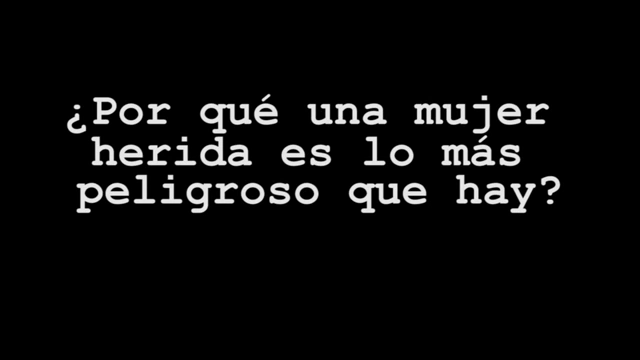 ¿Por qué una mujer
herida es lo más
peligroso que hay?